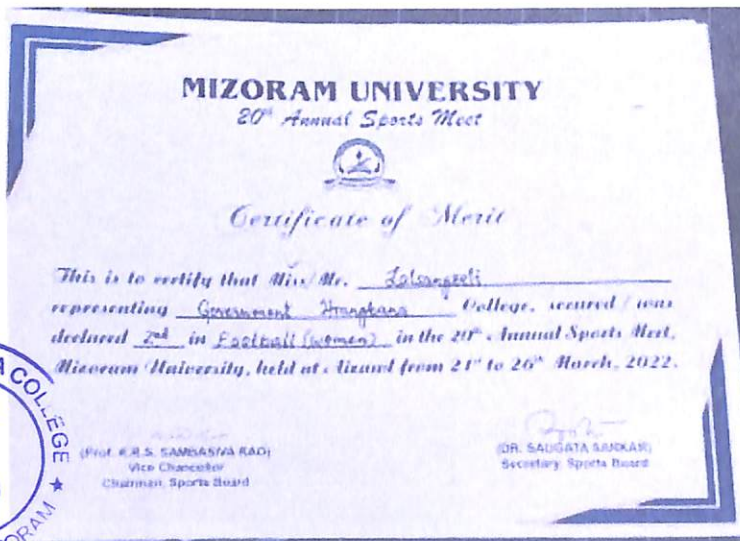 MIZORAM UNIVERSITY
20th Annual Sports Meet
Certificate of Merit
This is to certify that Miss/Mr. Lalsangzeli
representing Government Hrangbana College, secured / was
declared 2nd in Football (women) in the 20th Annual Sports Meet,
Mizoram University, held at Aizawl from 21st to 26th March, 2022.
(Prof. K.R.S. SAMBASIVA RAO)
Vice Chancellor
Chairman, Sports Board
(DR. SAUGATA SARKAR)
Secretary, Sports Board
A COLLEGE ★
ORAM